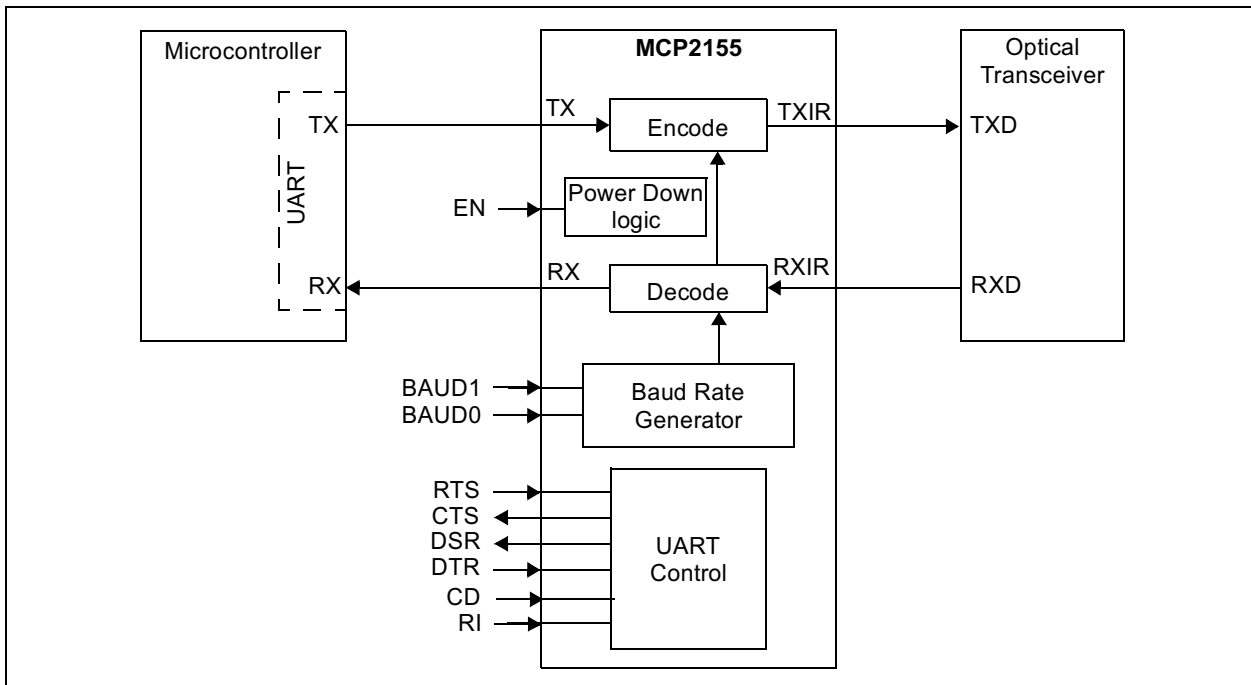 Microcontroller
MCP2155
Optical
Transceiver
TX
TX
Encode
TXIR
TXD
UART
EN
Power Down
logic
RX
RX
Decode
RXIR
RXD
BAUD1
BAUD0
Baud Rate
Generator
RTS
CTS
DSR
DTR
CD
RI
UART
Control